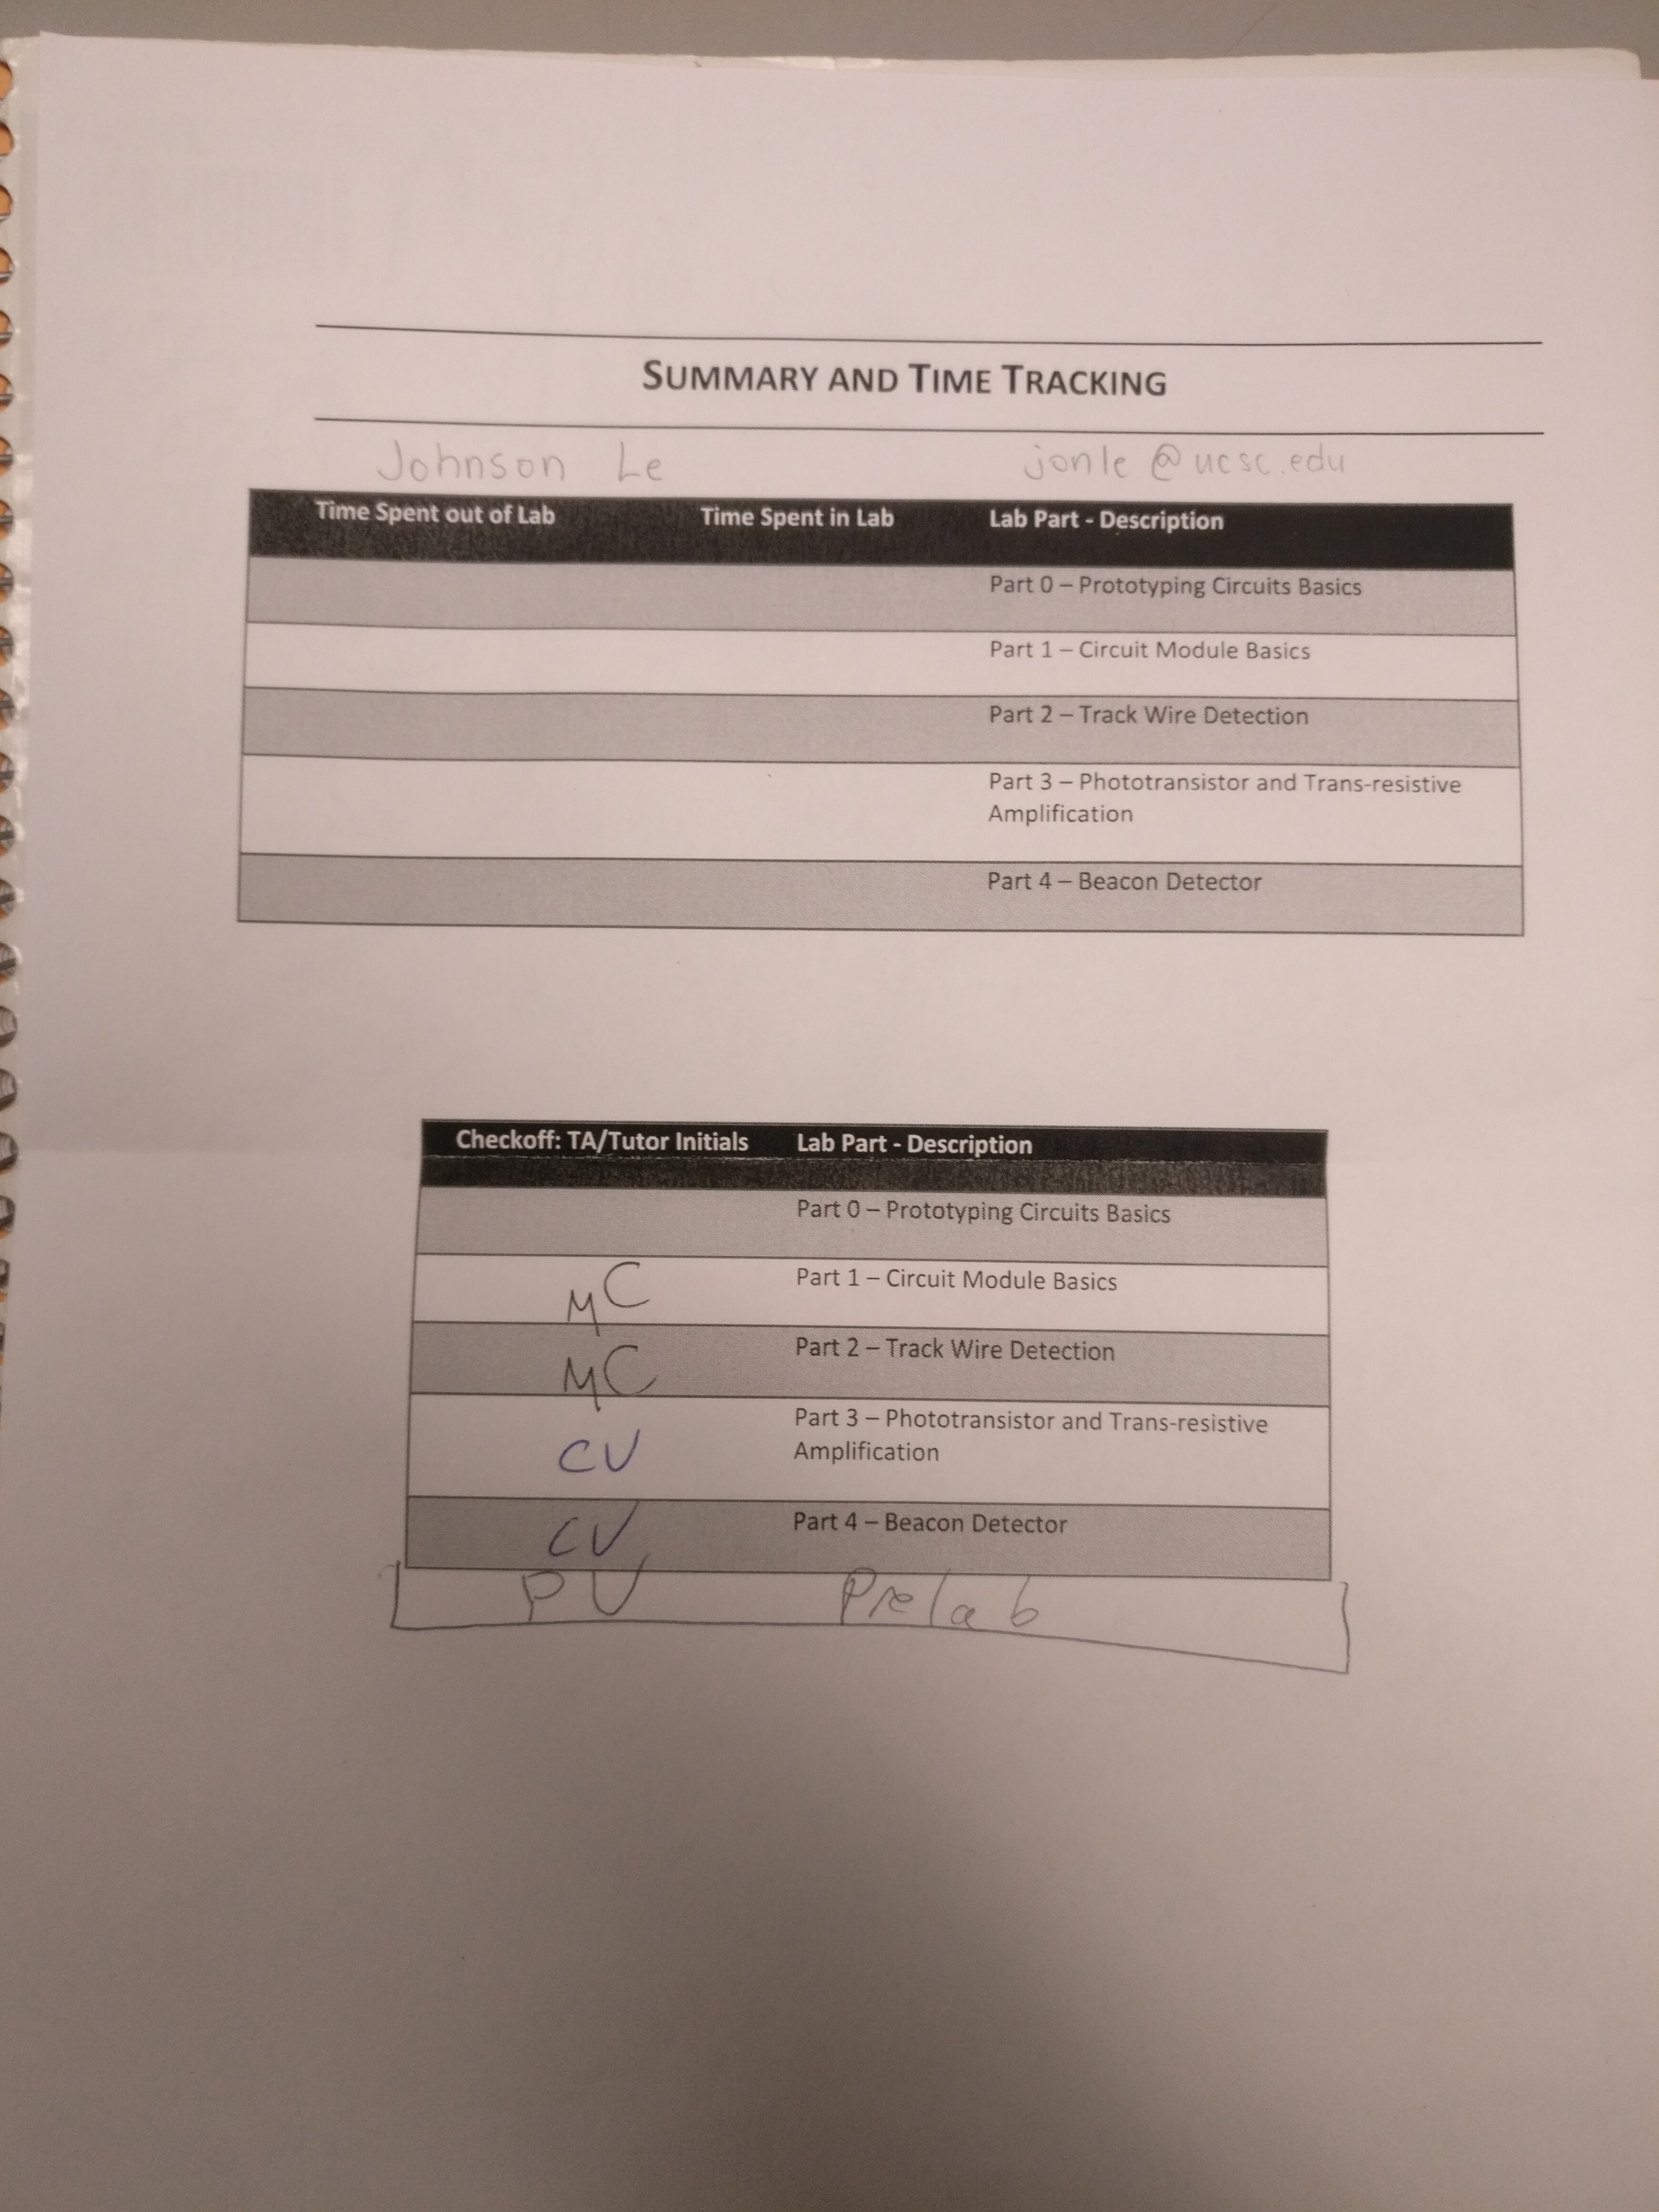 SUMMARY AND TIME TRACKING
Johnson Le jonle@ucsc.edu
Time Spent out of Lab Time Spent in Lab Lab Part - Description
Part 0 – Prototyping Circuits Basics
Part 1 – Circuit Module Basics
Part 2 – Track Wire Detection
Part 3 – Phototransistor and Trans-resistive
Amplification
Part 4 – Beacon Detector
Checkoff: TA/Tutor Initials Lab Part - Description
Part 0 – Prototyping Circuits Basics
MC Part 1 – Circuit Module Basics
MC Part 2 – Track Wire Detection
CV Part 3 – Phototransistor and Trans-resistive
Amplification
CV Part 4 – Beacon Detector
PV Prelab